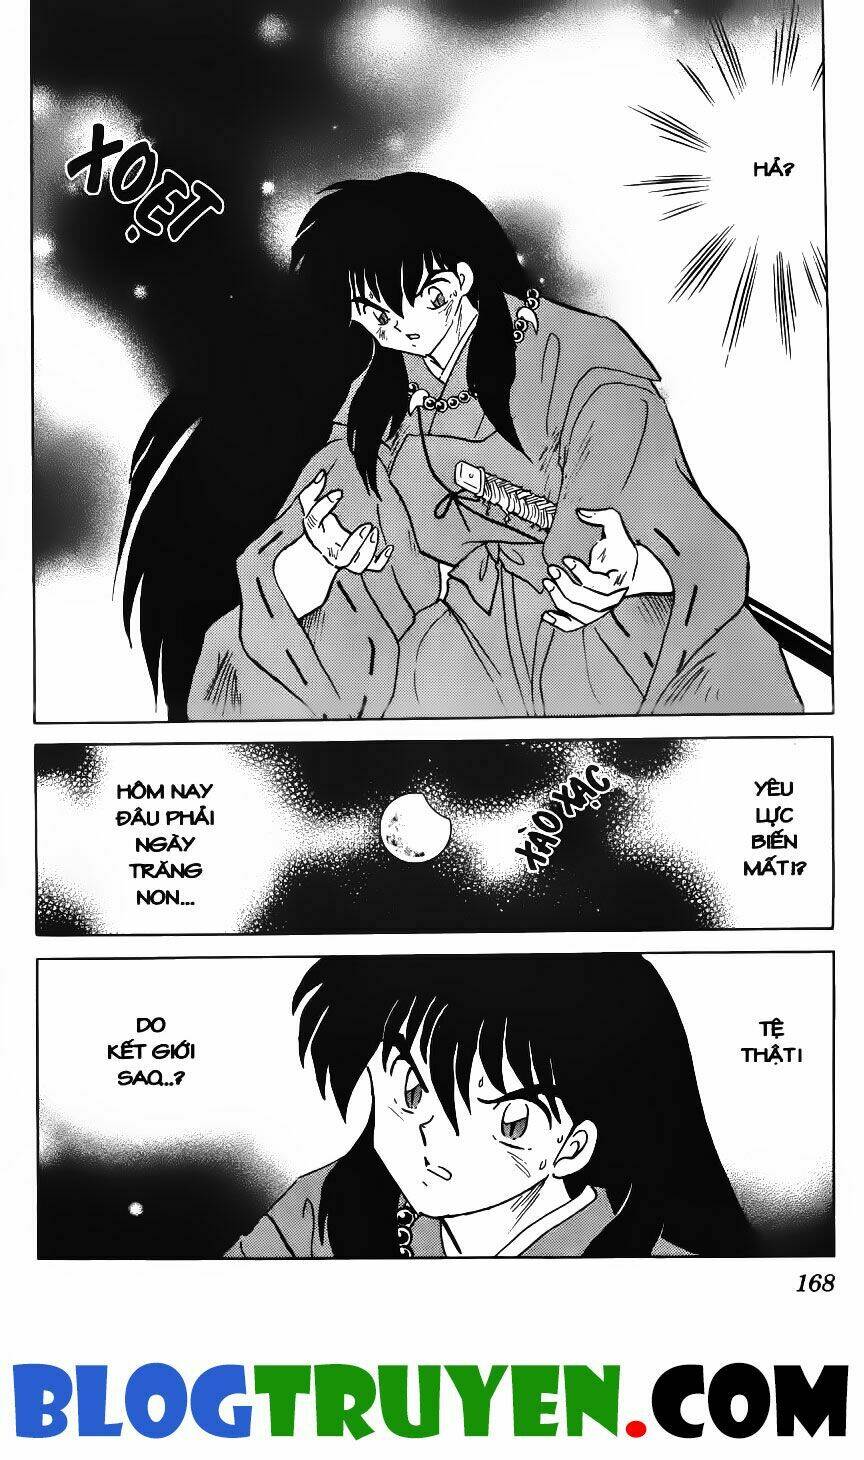 HẢ?
XOẸT
YÊU
LỰC
BIẾN
MẤT!?
XÀO XẠC
HÔM NAY
ĐÂU PHẢI
NGÀY
TRĂNG
NON...
TỆ
THẬT!
DO
KẾT GIỚI
SAO...?
168
BLOGTRUYEN.COM